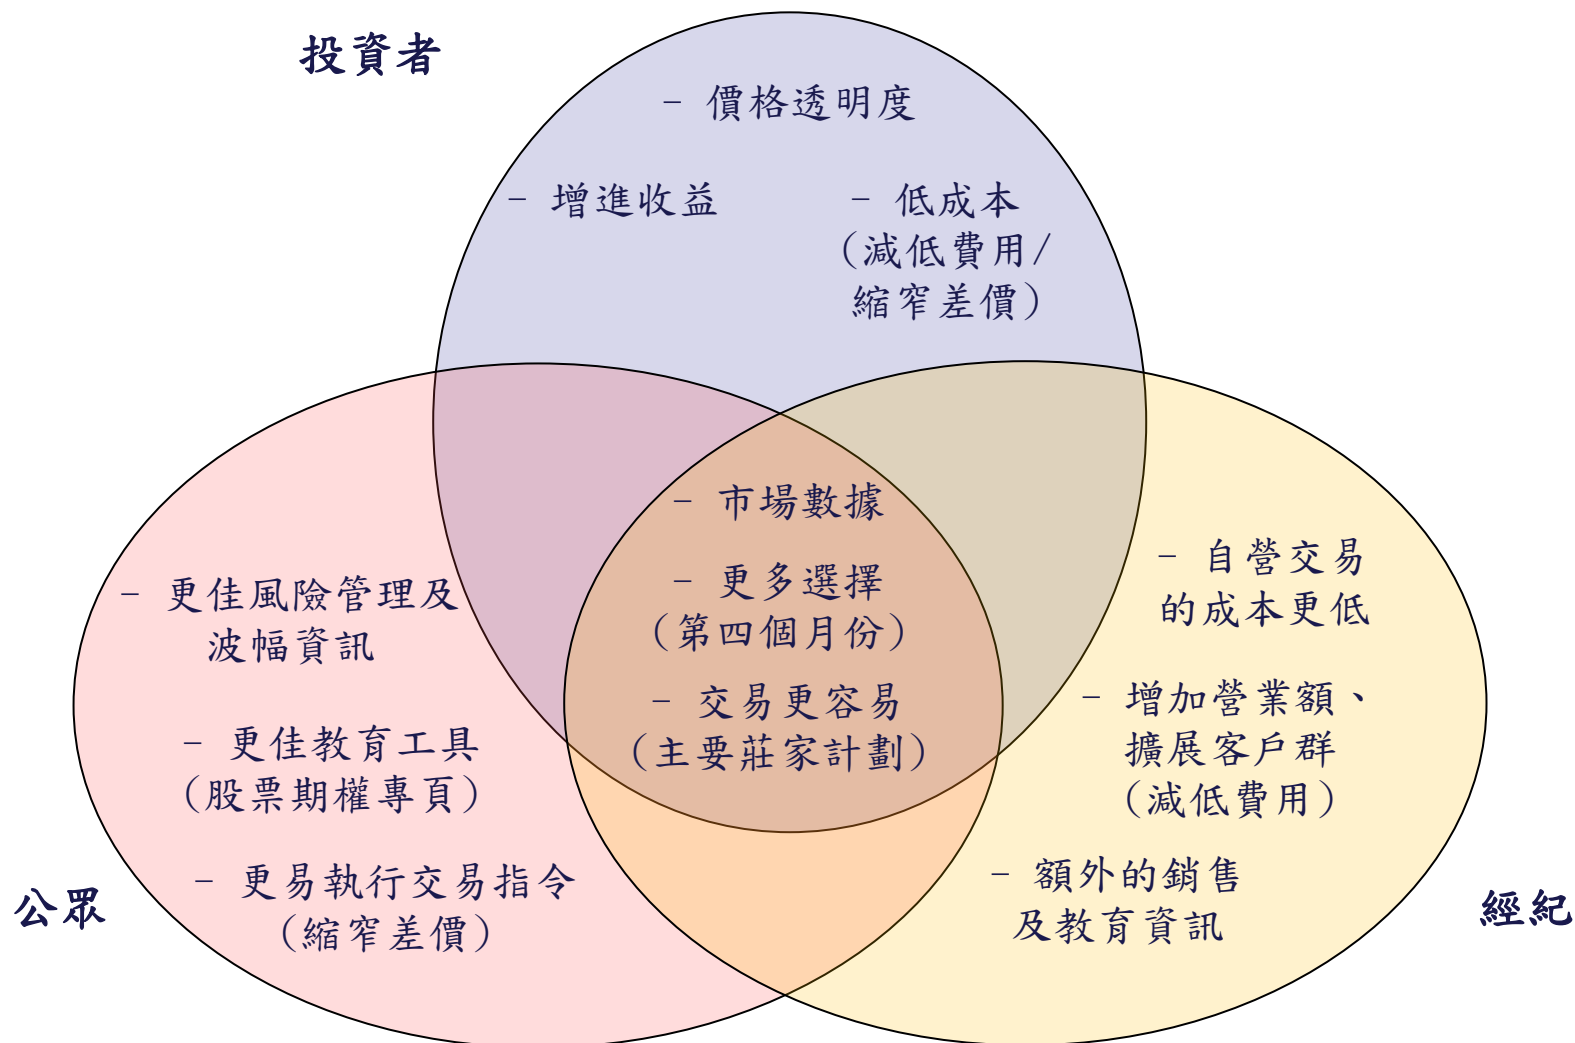 投資者
- 價格透明度
- 增進收益
- 低成本
(減低費用/
縮窄差價)
- 市場數據
- 更多選擇
(第四個月份)
- 交易更容易
(主要莊家計劃)
- 更佳風險管理及
波幅資訊
- 更佳教育工具
(股票期權專頁)
- 更易執行交易指令
(縮窄差價)
公眾
- 自營交易
的成本更低
- 增加營業額、
擴展客戶群
(減低費用)
- 額外的銷售
及教育資訊
經紀